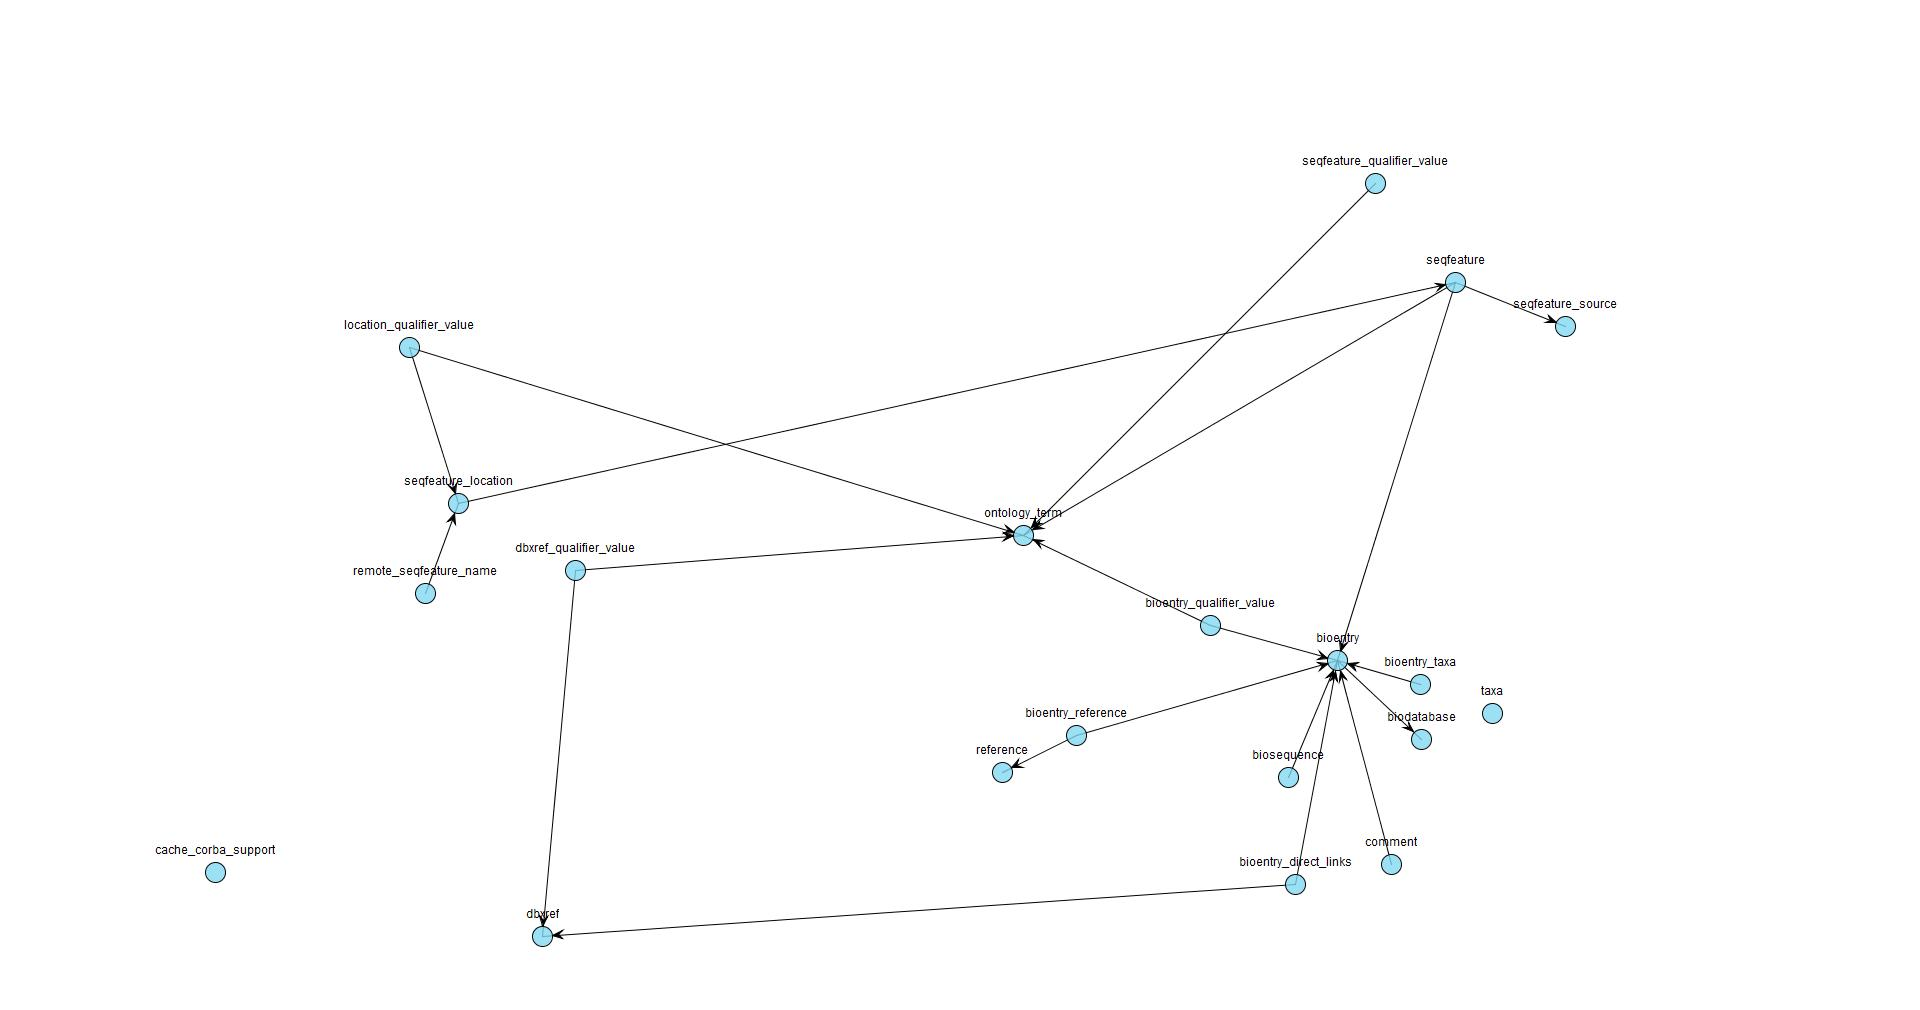 seqfeature_qualifier_value
seqfeature
seqfeature_source
location_qualifier_value
seqfeature_location
ontology_term
dbxref_qualifier_value
remote_seqfeature_name
bioentry_qualifier_value
bioentry
bioentry_taxa
taxa
bioentry_reference
biodatabase
reference
biosequence
comment
cache_corba_support
bioentry_direct_links
dbxref